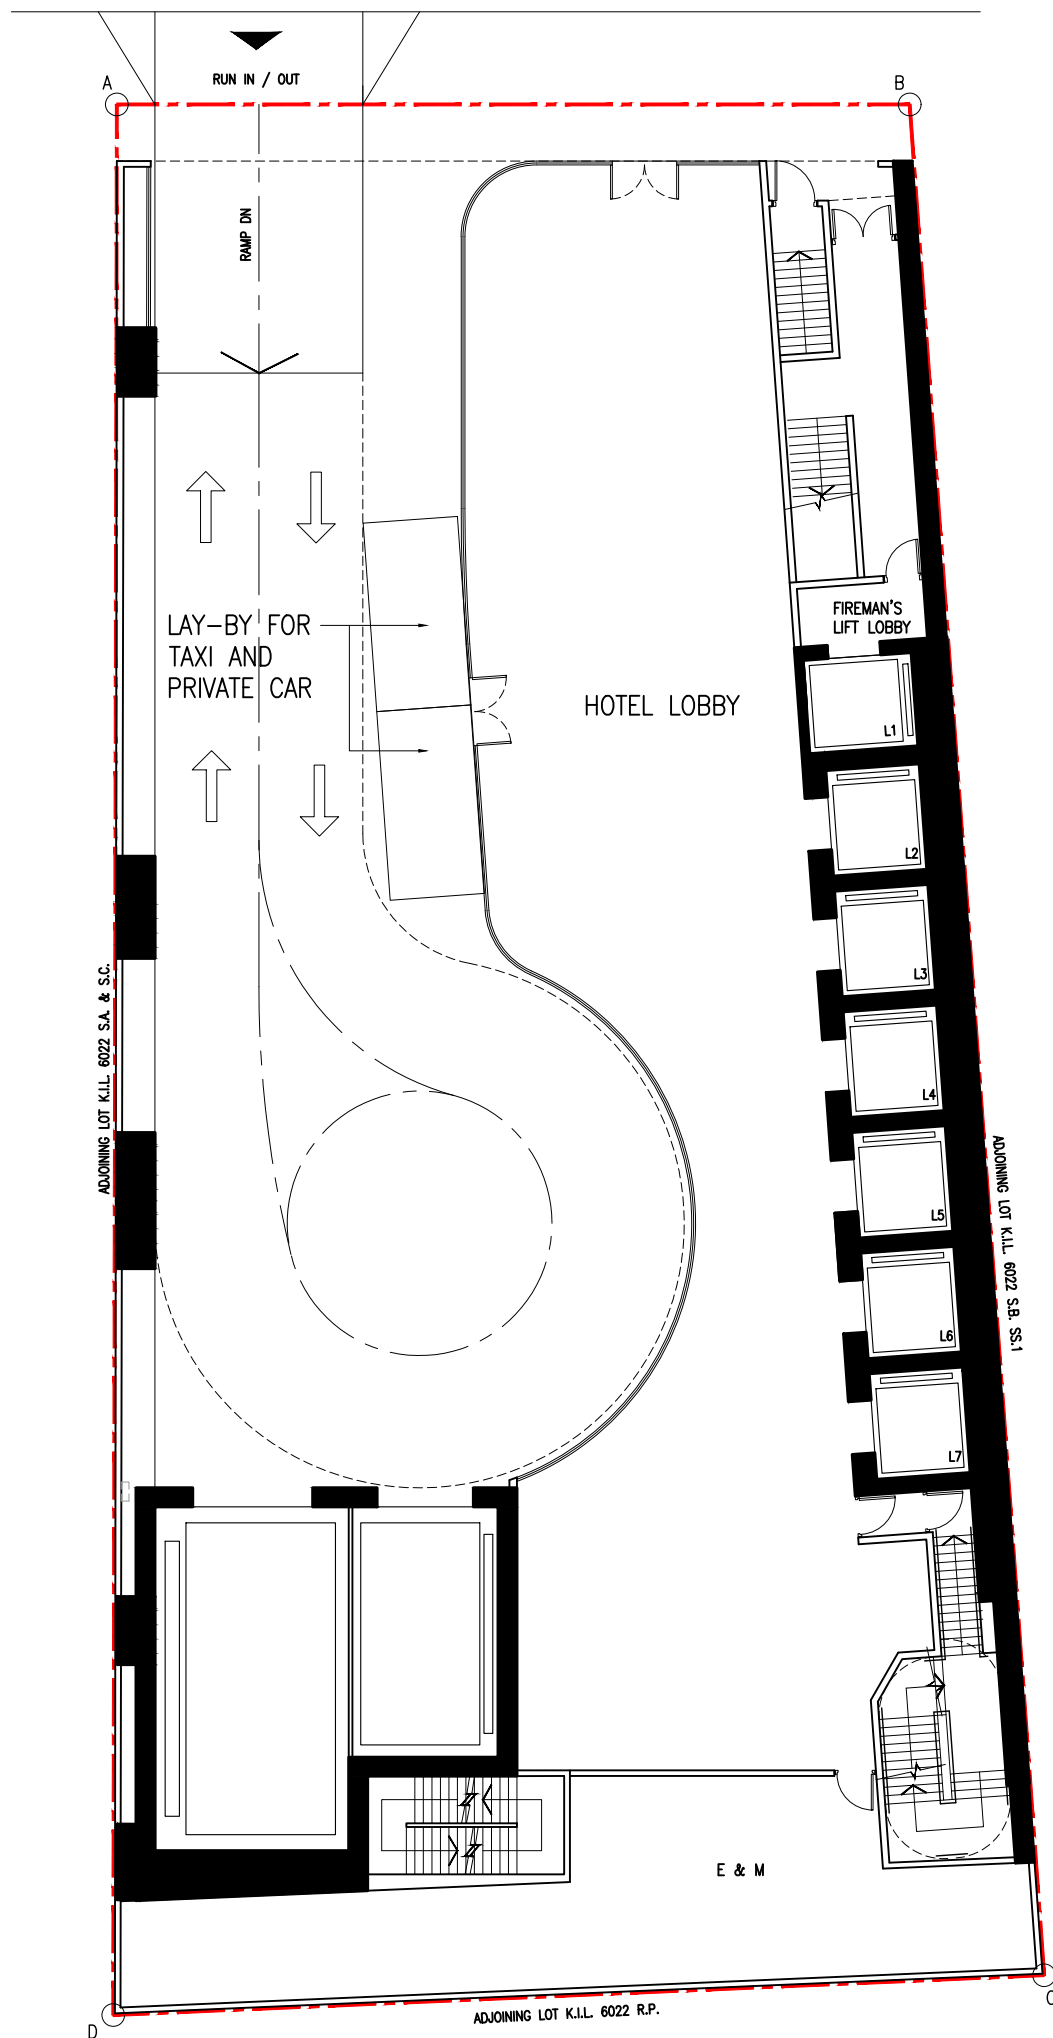 RUN IN / OUT
A
B
RAMP DN
LAY-BY FOR
TAXI AND
PRIVATE CAR
HOTEL LOBBY
FIREMAN'S
LIFT LOBBY
L1
L2
L3
L4
L5
L6
L7
ADJOINING LOT K.I.L. 6022 S.A. & S.C.
ADJOINING LOT K.I.L. 6022 S.B. SS.1
E & M
C
D
ADJOINING LOT K.I.L. 6022 R.P.